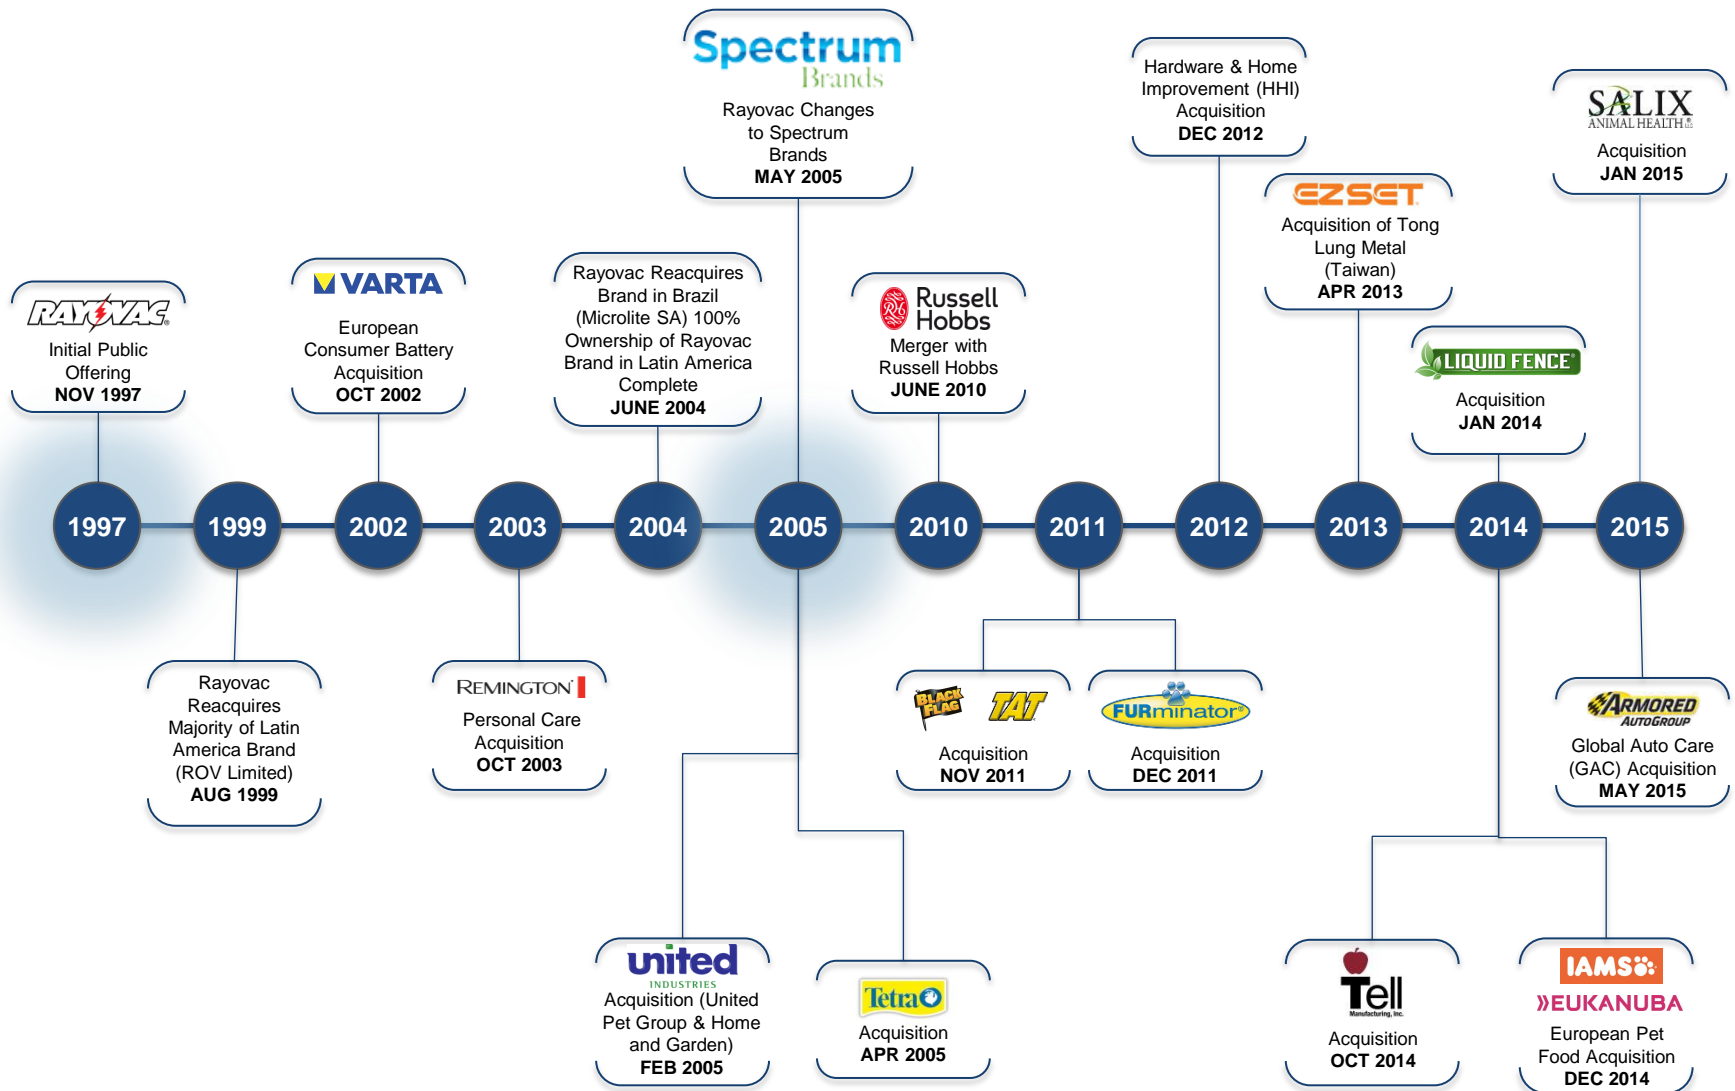 Spectrum
Brands
Rayovac Changes
to Spectrum
Brands
MAY 2005
Hardware & Home
Improvement (HHI)
Acquisition
DEC 2012
SALIX
ANIMAL HEALTH
Acquisition
JAN 2015
EZSET
Acquisition of Tong
Lung Metal
(Taiwan)
APR 2013
RAYOVAC
Initial Public
Offering
NOV 1997
VARTA
European
Consumer Battery
Acquisition
OCT 2002
Rayovac Reacquires
Brand in Brazil
(Microlite SA) 100%
Ownership of Rayovac
Brand in Latin America
Complete
JUNE 2004
RH
Russell
Hobbs
Merger with
Russell Hobbs
JUNE 2010
LIQUID FENCE®
Acquisition
JAN 2014
1997
1999
2002
2003
2004
2005
2010
2011
2012
2013
2014
2015
Rayovac
Reacquires
Majority of Latin
America Brand
(ROV Limited)
AUG 1999
REMINGTON
Personal Care
Acquisition
OCT 2003
BLACK
FLAG
TAT
Acquisition
NOV 2011
FURminator®
Acquisition
DEC 2011
ARMORED
AUTOGROUP
Global Auto Care
(GAC) Acquisition
MAY 2015
united
INDUSTRIES
Acquisition (United
Pet Group & Home
and Garden)
FEB 2005
Tetra
Acquisition
APR 2005
Tell
Manufacturing, Inc.
Acquisition
OCT 2014
IAMS
»EUKANUBA
European Pet
Food Acquisition
DEC 2014